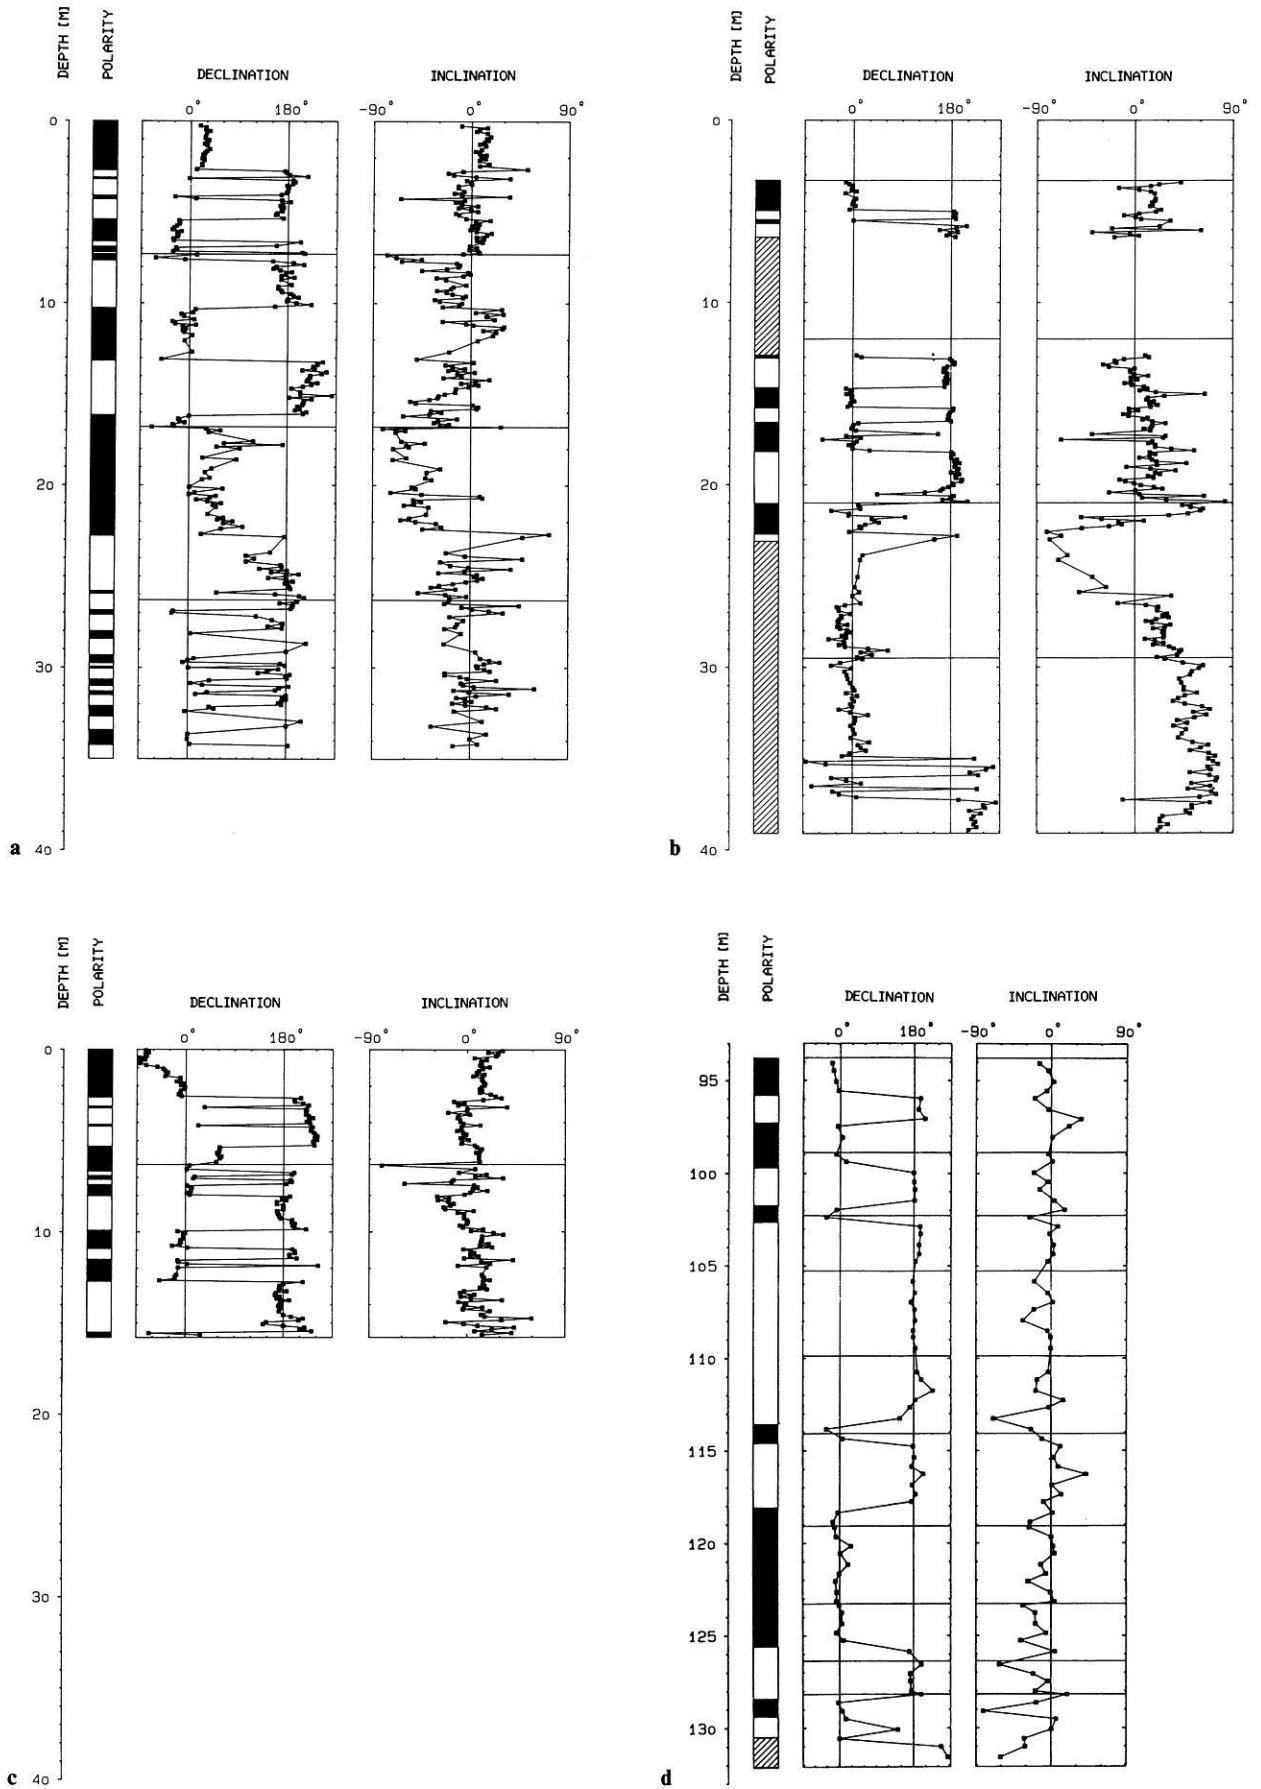 DEPTH [M]
POLARITY
DECLINATION
INCLINATION
0° 180°
-90° 0° 90°
0
10
20
30
40
a
DEPTH [M]
POLARITY
DECLINATION
INCLINATION
0° 180°
-90° 0° 90°
0
10
20
30
40
b
DEPTH [M]
POLARITY
DECLINATION
INCLINATION
0° 180°
-90° 0° 90°
0
10
20
30
40
c
DEPTH [M]
POLARITY
DECLINATION
INCLINATION
0° 180°
-90° 0° 90°
95
100
105
110
115
120
125
130
d